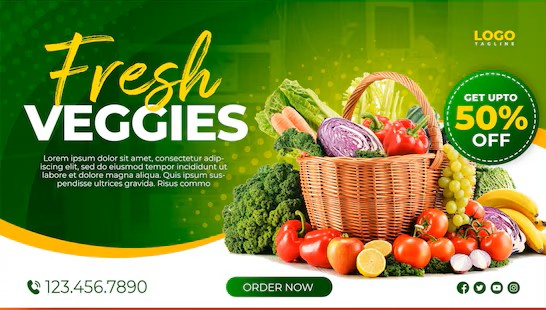 LOGO
TAGLINE
Fresh
VEGGIES
Lorem ipsum dolor sit amet, consectetur adip-
iscing elit, sed do eiusmod tempor incididunt ut
labore et dolore magna aliqua. Quis ipsum sus-
pendisse ultrices gravida. Risus commo
GET UPTO
50%
OFF
123.456.7890
ORDER NOW